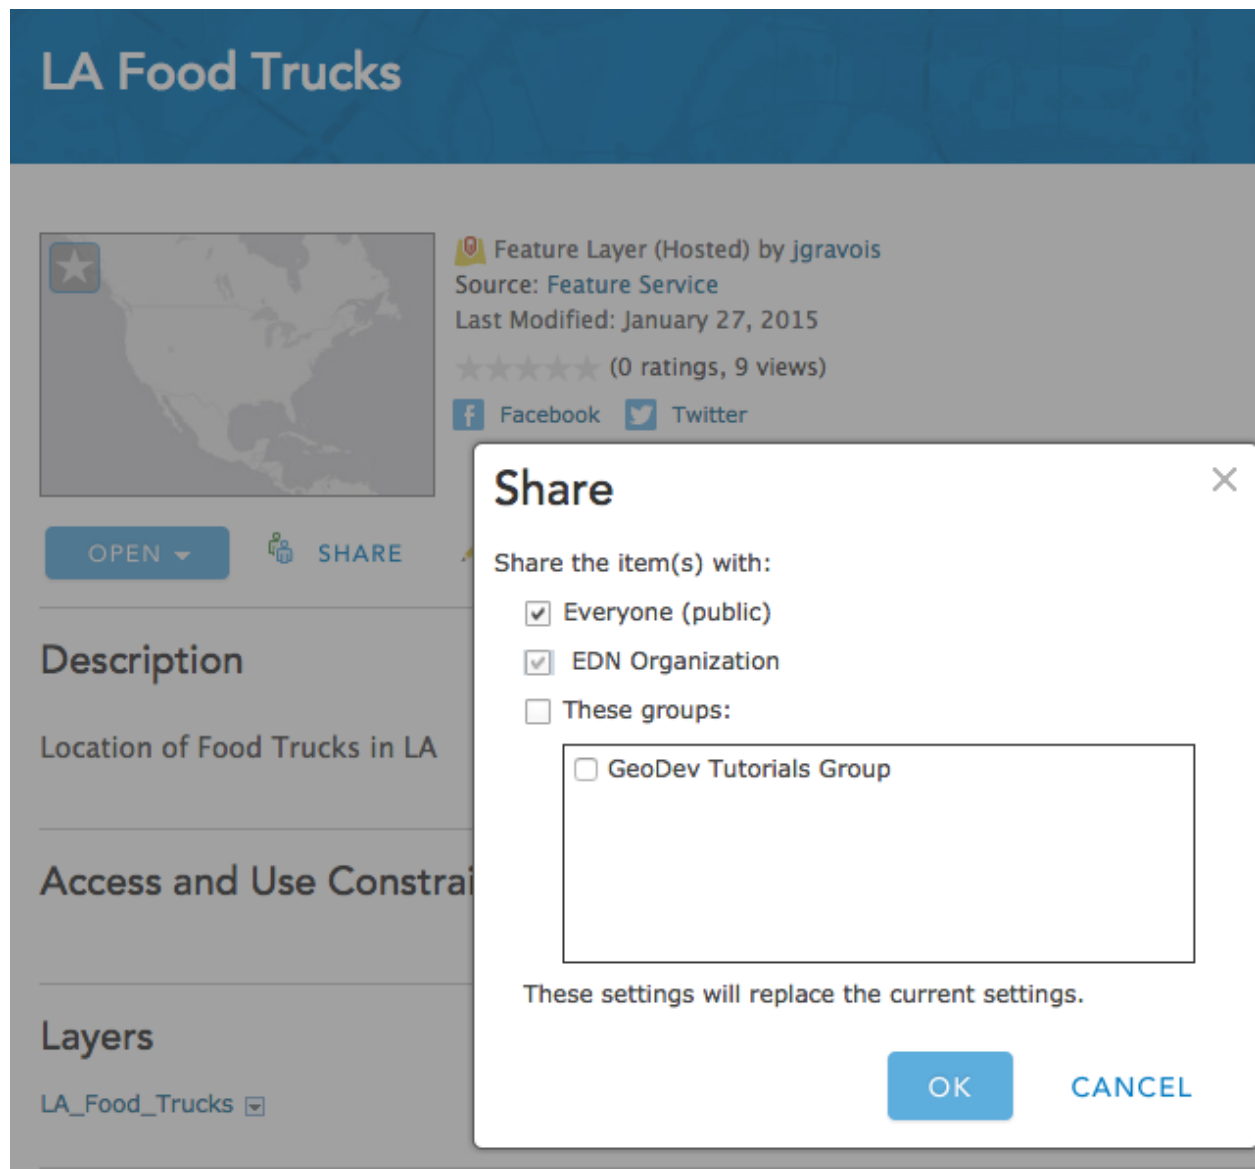 LA Food Trucks
Feature Layer (Hosted) by jgravois
Source: Feature Service
Last Modified: January 27, 2015
(0 ratings, 9 views)
Facebook Twitter
OPEN SHARE
Description
Location of Food Trucks in LA
Access and Use Constrai
Layers
LA_Food_Trucks
Share
Share the item(s) with:
Everyone (public)
EDN Organization
These groups:
GeoDev Tutorials Group
These settings will replace the current settings.
OK CANCEL